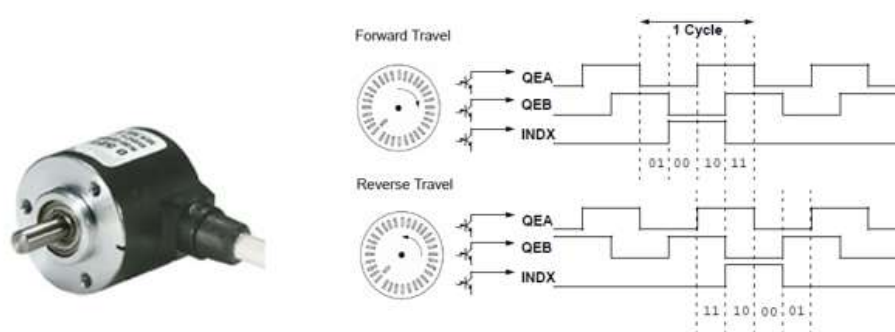 Forward Travel
1 Cycle
QEA
QEB
INDX
01 00 10 11
Reverse Travel
QEA
QEB
INDX
11 10 00 01